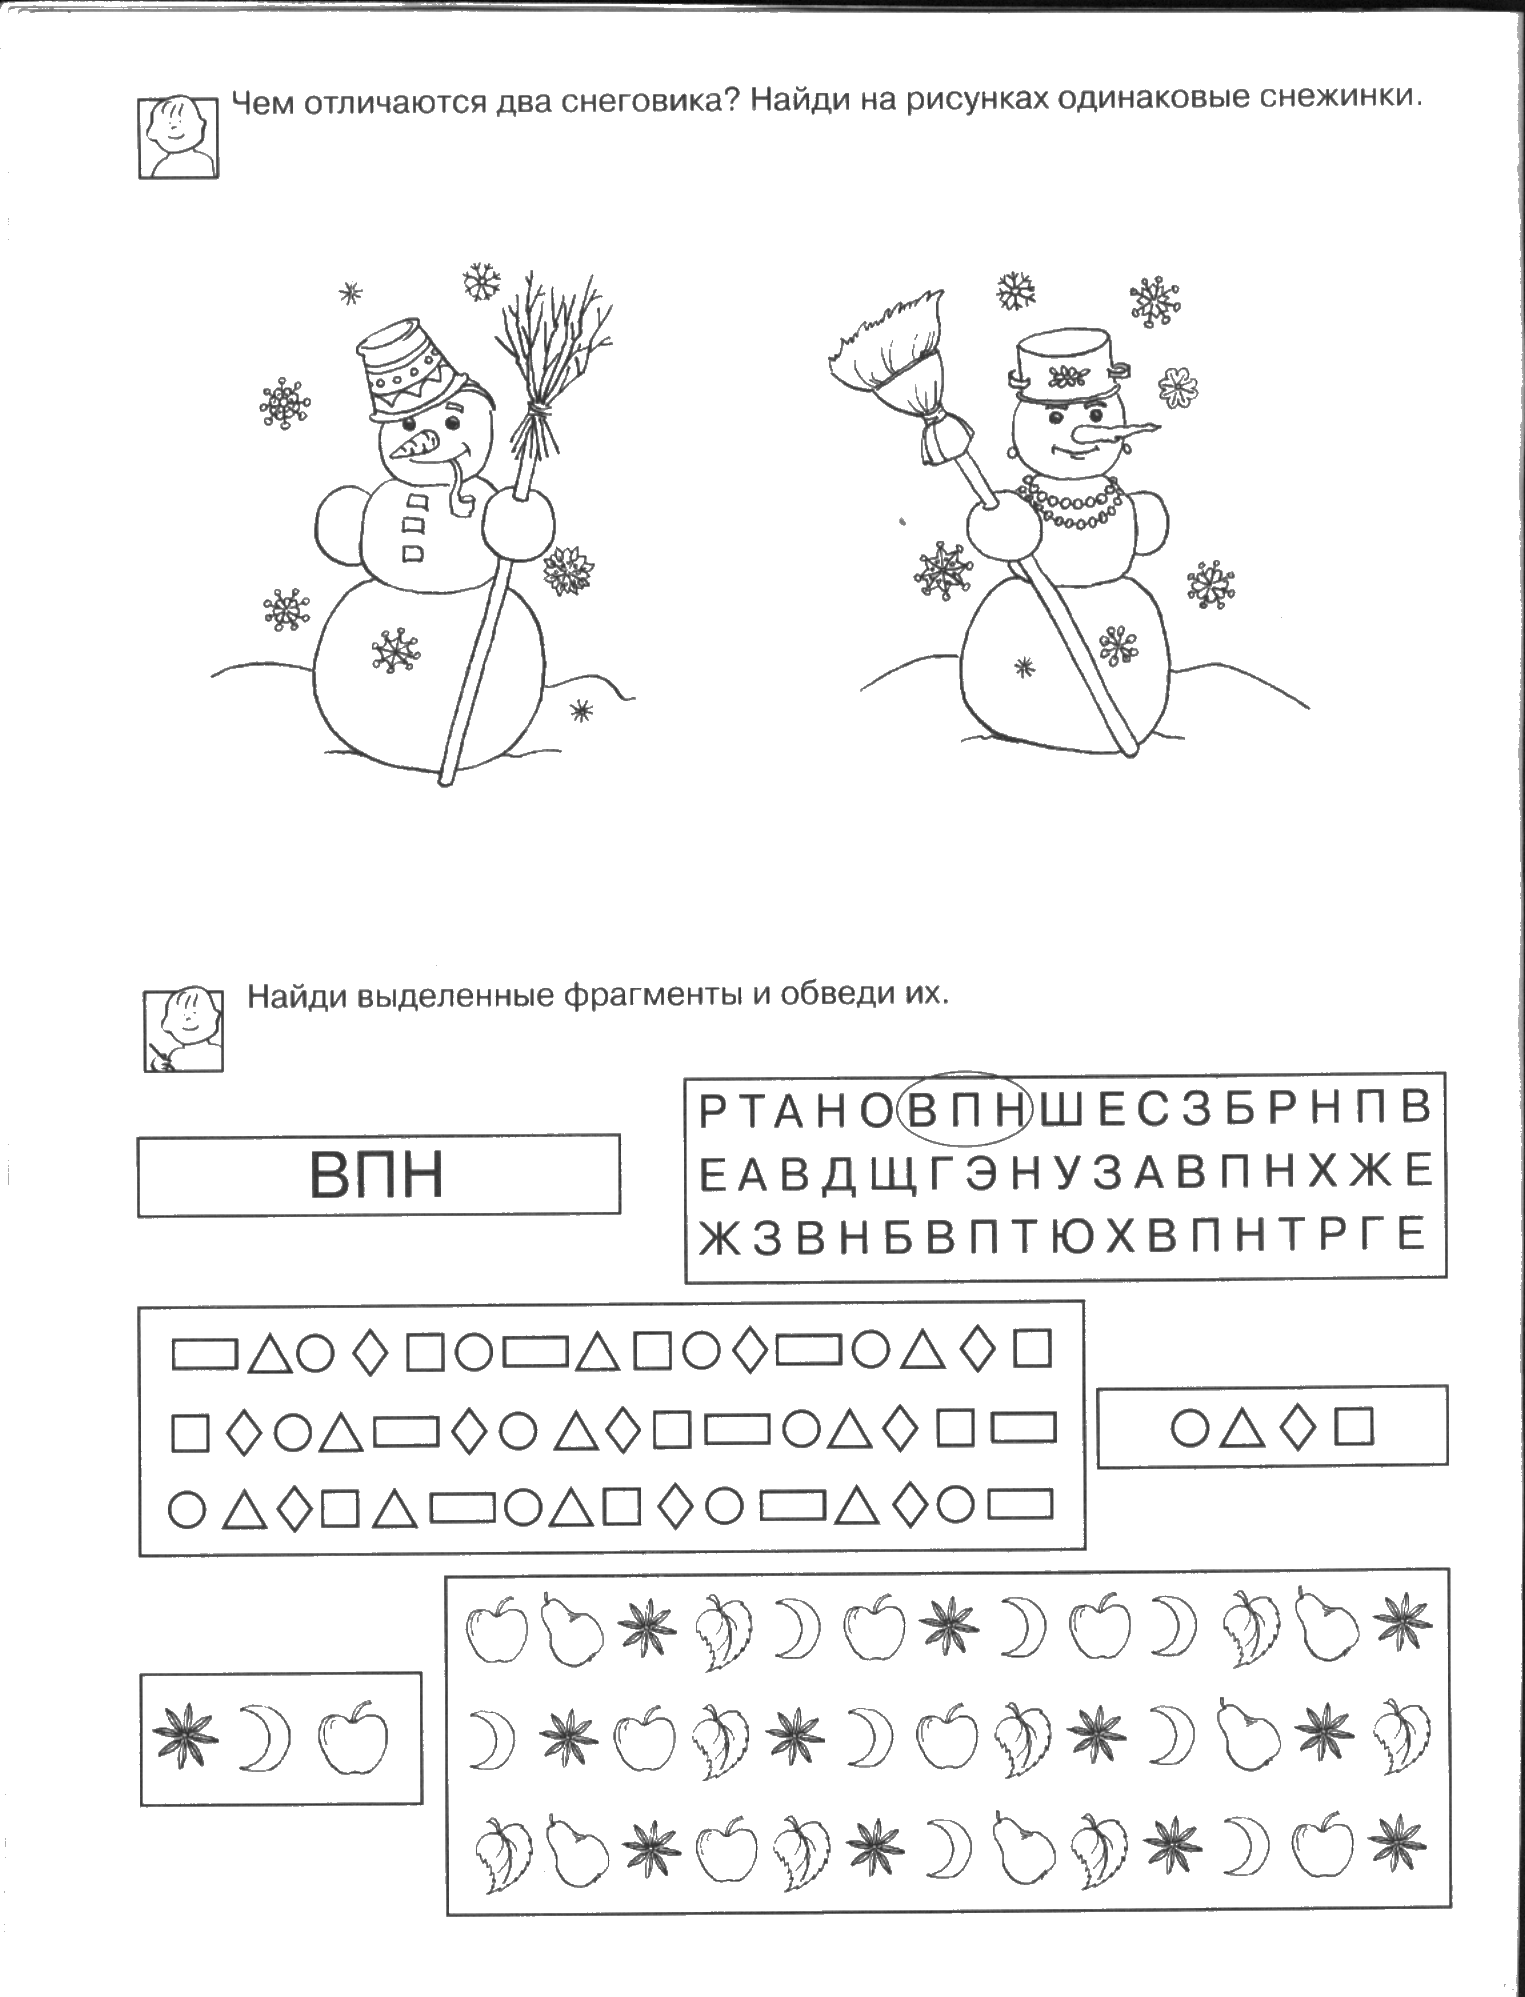 Чем отличаются два снеговика? Найди на рисунках одинаковые снежинки.
Найди выделенные фрагменты и обведи их.
ВПН
Р Т А Н О В П Н Ш Е С З Б Р Н П В
Е А В Д Щ Г Э Н У З А В П Н Х Ж Е
Ж З В Н Б В П Т Ю Х В П Н Т Р Г Е